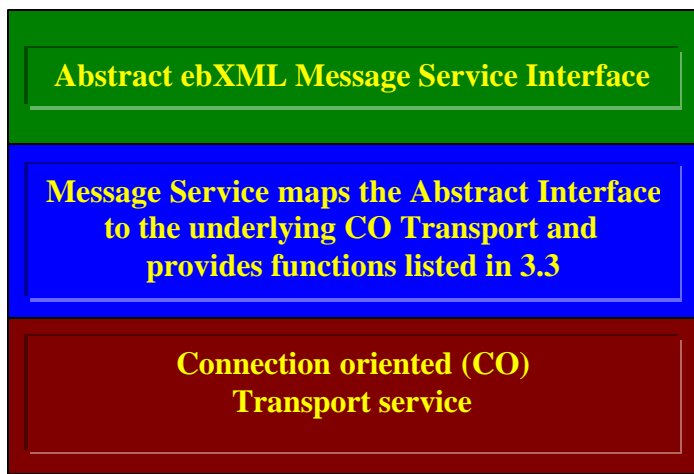 Abstract ebXML Message Service Interface
Message Service maps the Abstract Interface
to the underlying CO Transport and
provides functions listed in 3.3
Connection oriented (CO)
Transport service